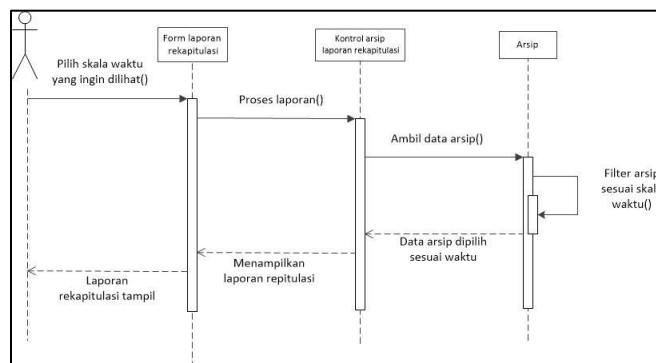 Form laporan
rekapitulasi
Kontrol arsip
laporan rekapitulasi
Arsip
Pilih skala waktu
yang ingin dilihat()
Proses laporan()
Ambil data arsip()
Filter arsip
sesuai skal
waktu()
Data arsip dipilih
sesuai waktu
Menampilkan
laporan repitulasi
Laporan
rekapitulasi tampil